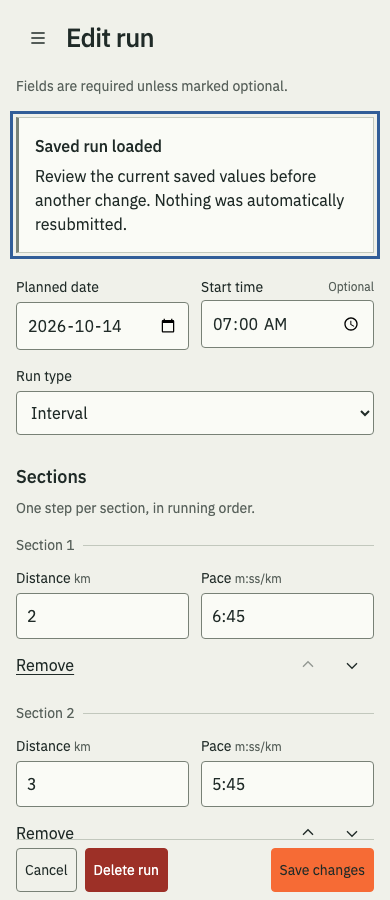 Edit run
Fields are required unless marked optional.
Saved run loaded
Review the current saved values before
another change. Nothing was automatically
resubmitted.
Planned date
Start time Optional
2026-10-14
07:00 AM
Run type
Interval
Sections
One step per section, in running order.
Section 1
Distance km
Pace m:ss/km
2
6:45
Remove
Section 2
Distance km
Pace m:ss/km
3
5:45
Remove
Cancel
Delete run
Save changes